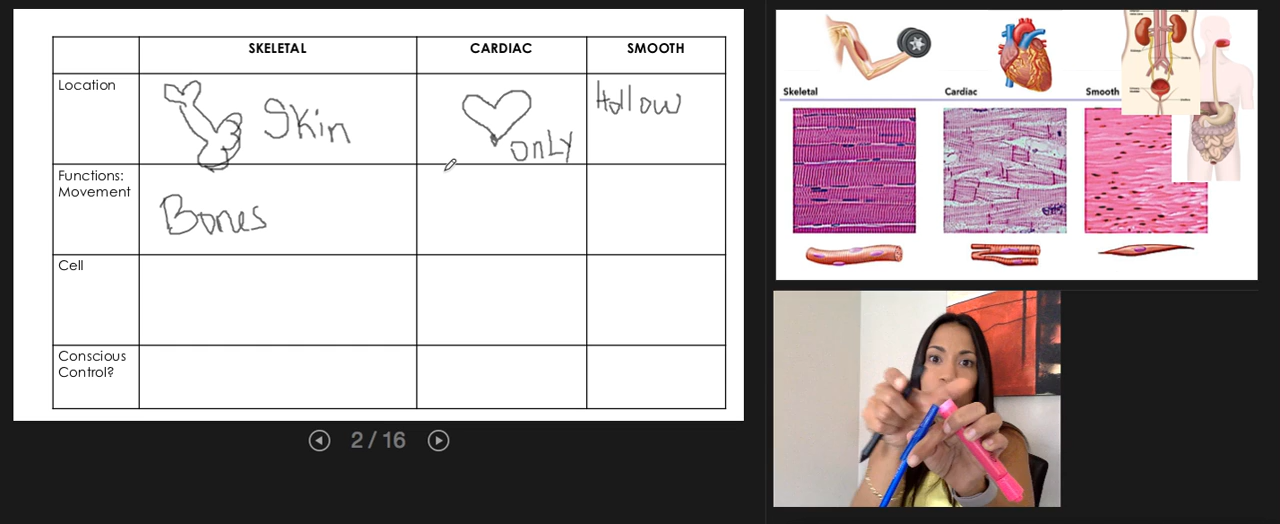 SKELETAL CARDIAC SMOOTH
Location
Skin
only
Hollow
Functions:
Movement
Bones
Cell
Conscious
Control?
2 / 16
Skeletal
Cardiac
Smooth